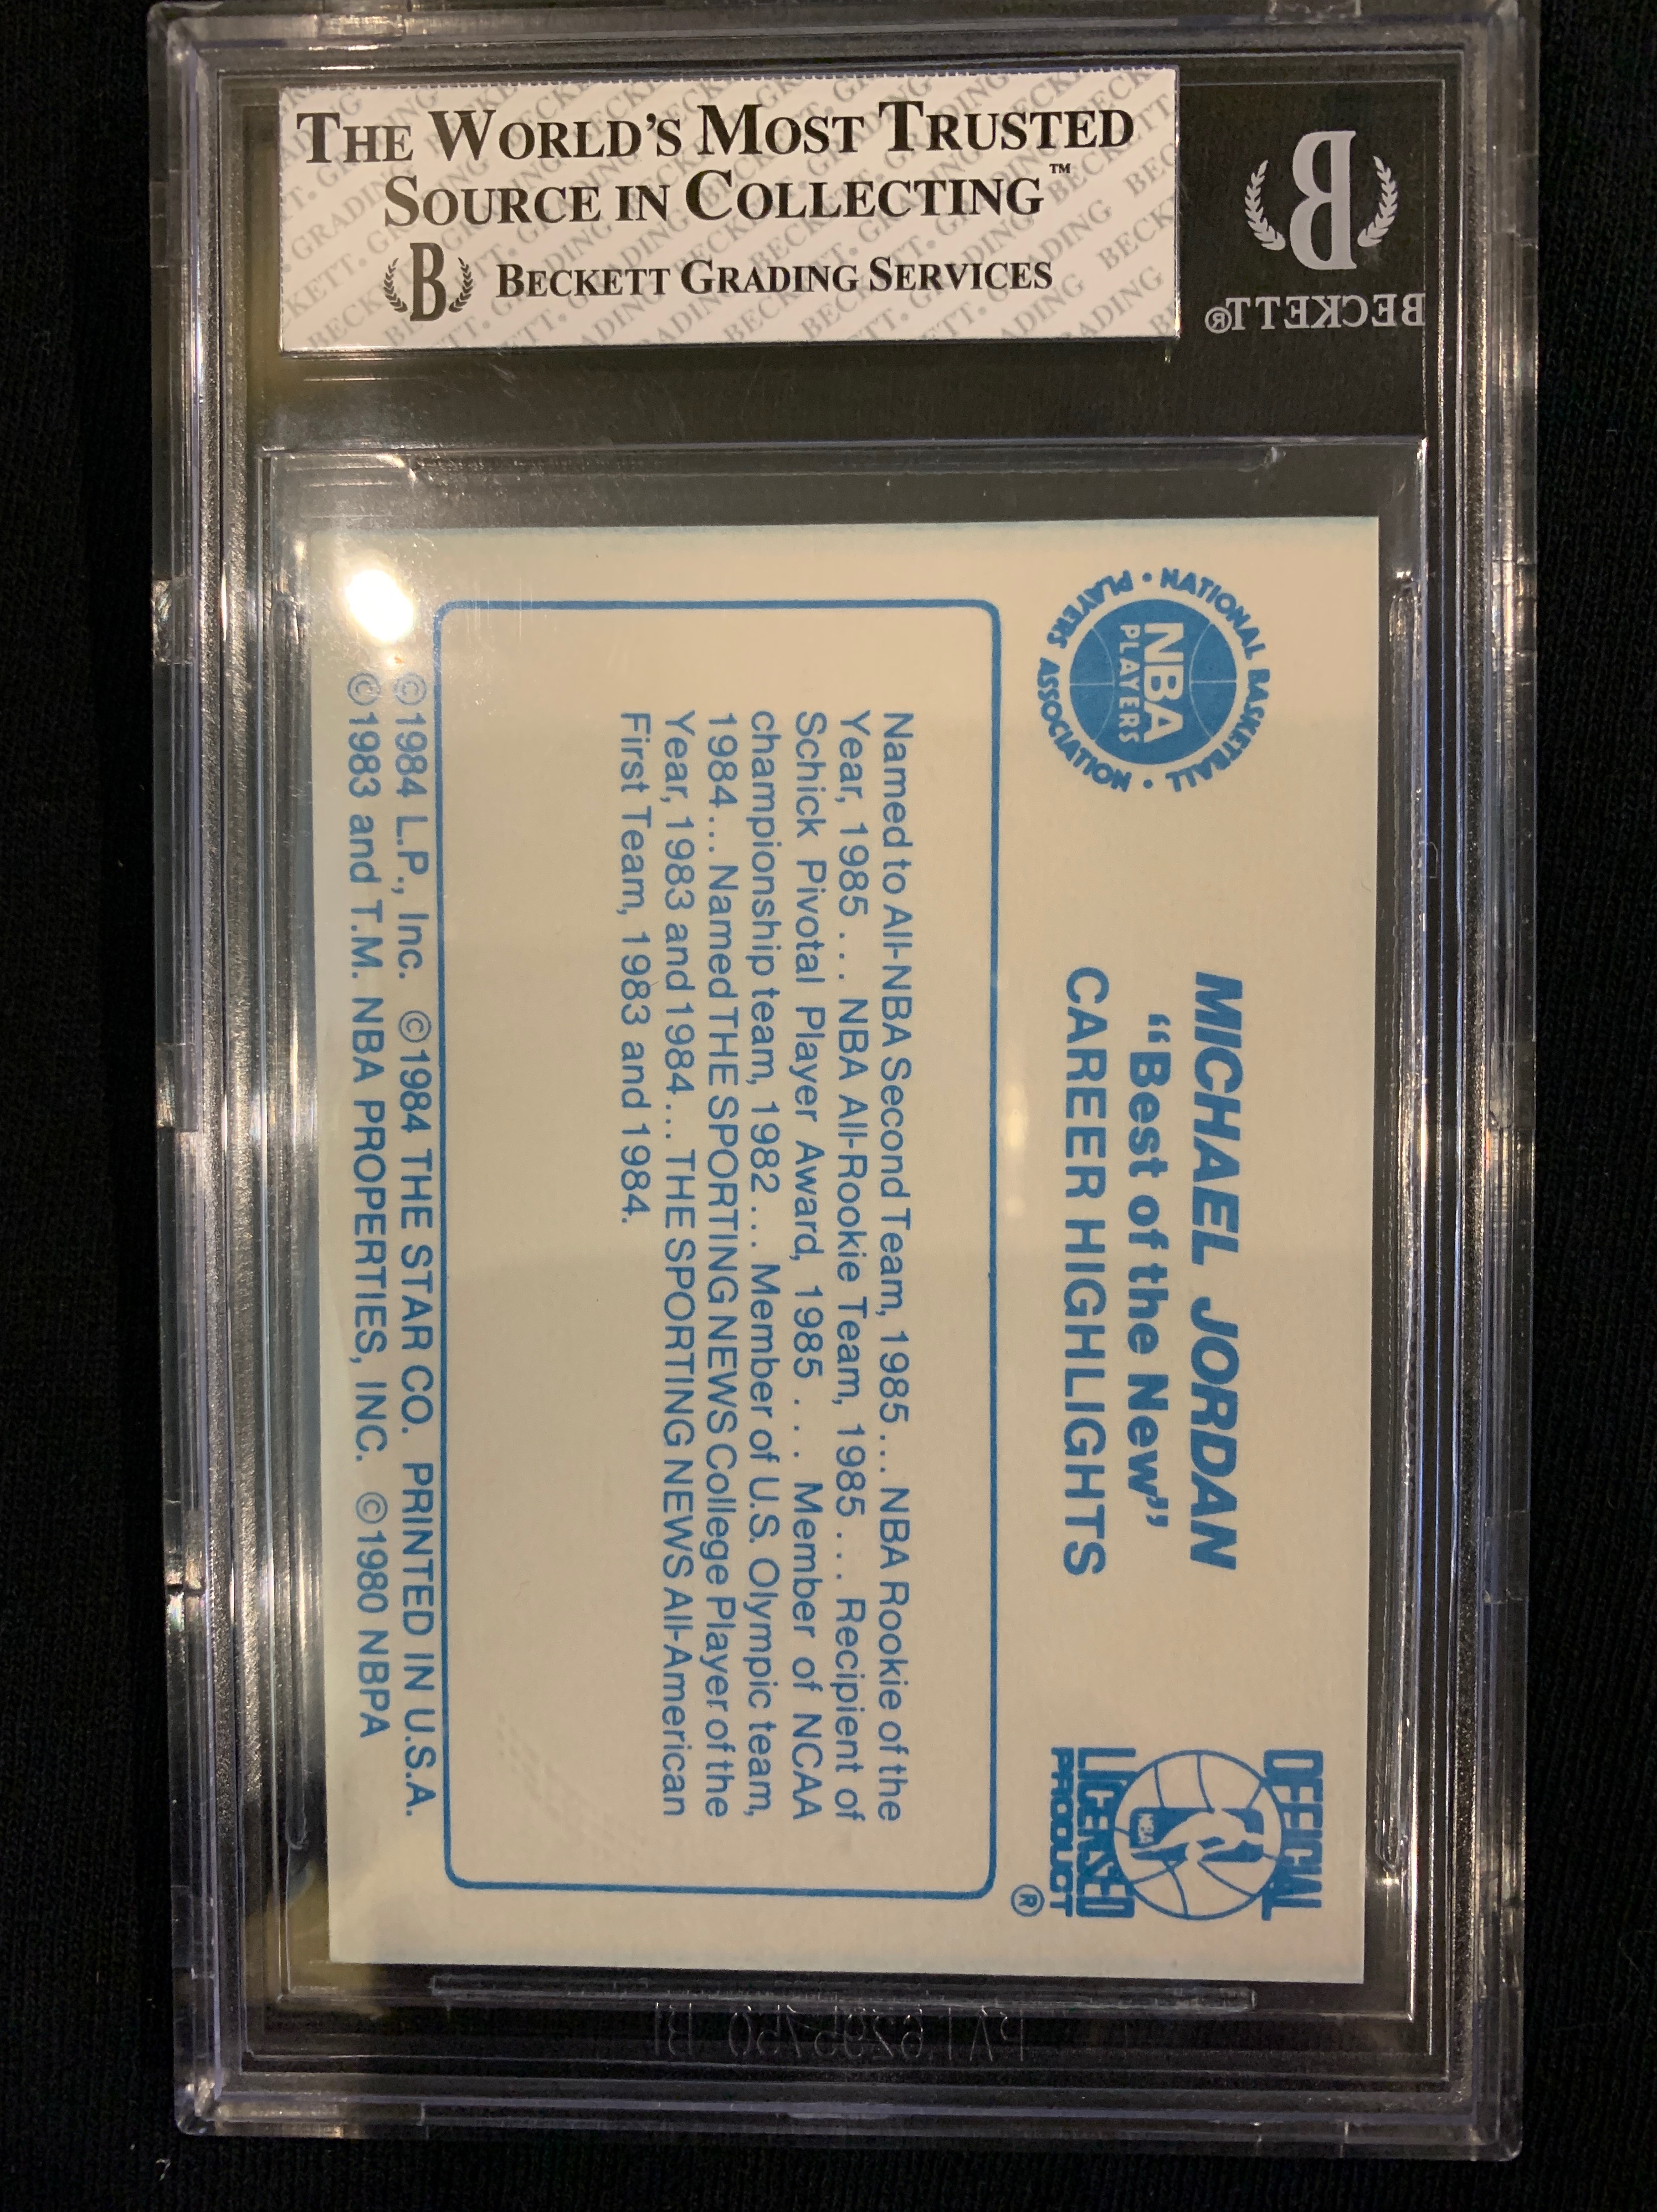 THE WORLD'S MOST TRUSTED
SOURCE IN COLLECTING™
B BECKETT GRADING SERVICES
B
BECKETT®
NATIONAL BASKETBALL • PLAYERS ASSOCIATION •
NBA
PLAYERS
MICHAEL JORDAN
“Best of the New”
CAREER HIGHLIGHTS
OFFICIAL
NBA
LICENSED
PRODUCT
®
Named to All-NBA Second Team, 1985 ... NBA Rookie of the
Year, 1985 ... NBA All-Rookie Team, 1985 ... Recipient of
Schick Pivotal Player Award, 1985 ... Member of NCAA
championship team, 1982 ... Member of U.S. Olympic team,
1984 ... Named THE SPORTING NEWS College Player of the
Year, 1983 and 1984 ... THE SPORTING NEWS All-American
First Team, 1983 and 1984.
©1984 L.P., Inc. ©1984 THE STAR CO. PRINTED IN U.S.A.
©1983 and T.M. NBA PROPERTIES, INC. ©1980 NBPA